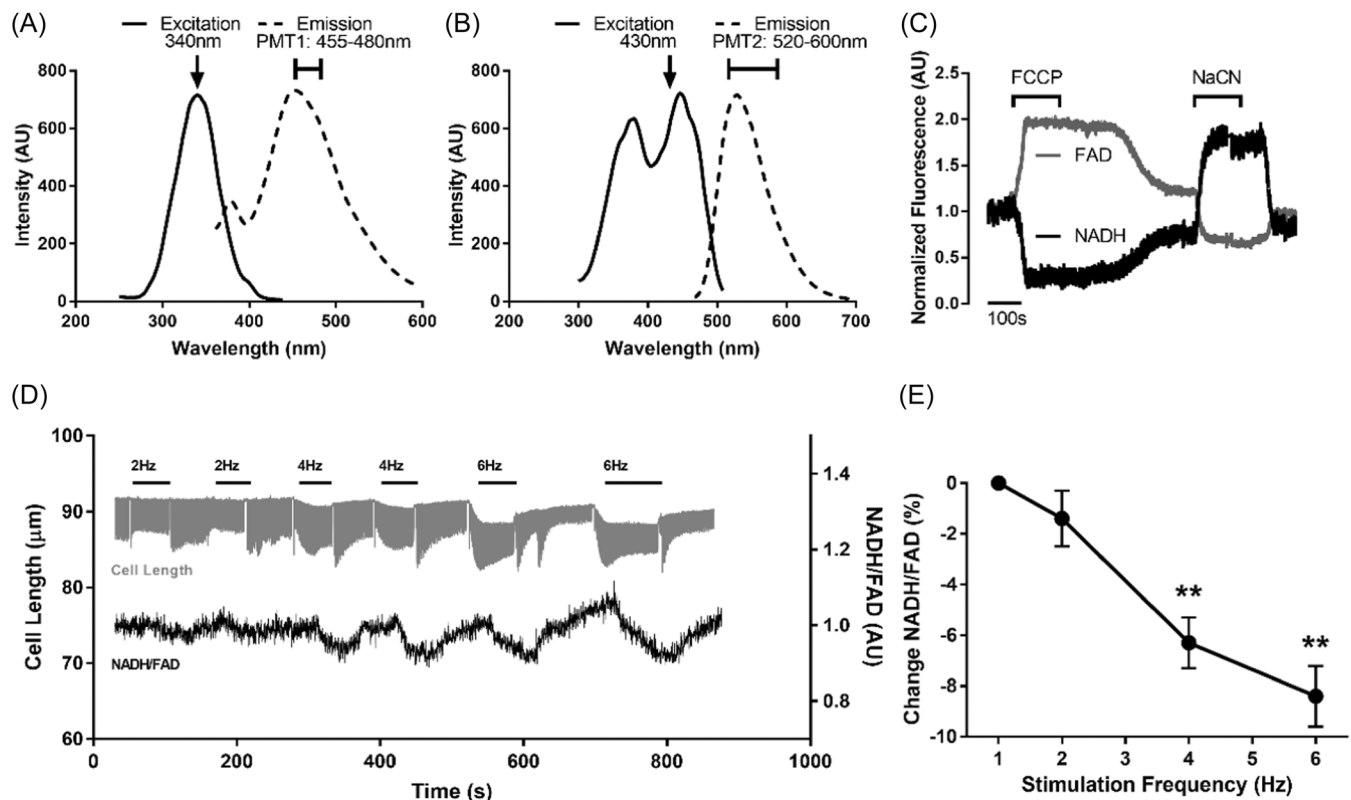 (A)
Excitation Emission
340nm PMT1: 455-480nm
800
600
400
200
0
Intensity (AU)
200 300 400 500 600
Wavelength (nm)
(B)
Excitation Emission
430nm PMT2: 520-600nm
800
600
400
200
0
Intensity (AU)
200 300 400 500 600 700
Wavelength (nm)
(C)
2.5
2.0
1.5
1.0
0.5
0.0
Normalized Fluorescence (AU)
FCCP NaCN
FAD
NADH
100s
(D)
100
90
80
70
60
Cell Length (μm)
2Hz 2Hz 4Hz 4Hz 6Hz 6Hz
Cell Length
NADH/FAD
1.4
1.2
1.0
0.8
NADH/FAD (AU)
0 200 400 600 800 1000
Time (s)
(E)
0
-2
-4
-6
-8
-10
Change NADH/FAD (%)
**
**
1 2 3 4 5 6
Stimulation Frequency (Hz)